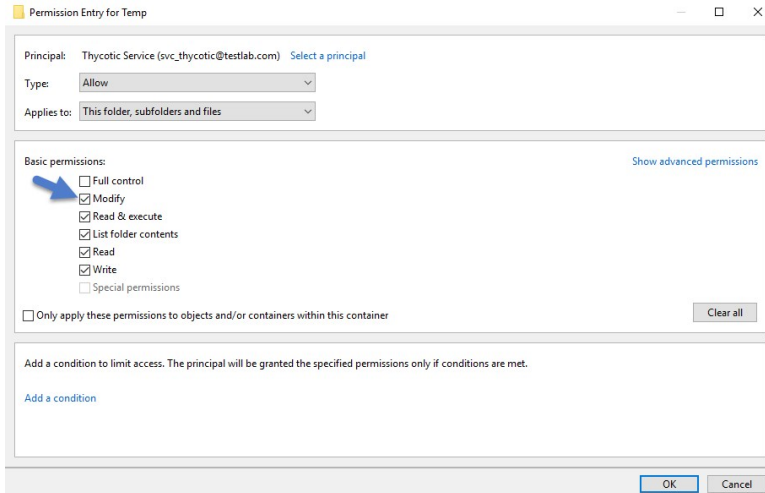 Permission Entry for Temp
Principal: Thycotic Service (svc_thycotic@testlab.com) Select a principal
Type: Allow
Applies to: This folder, subfolders and files
Basic permissions: Show advanced permissions
Full control
Modify
Read & execute
List folder contents
Read
Write
Special permissions
Only apply these permissions to objects and/or containers within this container Clear all
Add a condition to limit access. The principal will be granted the specified permissions only if conditions are met.
Add a condition
OK Cancel